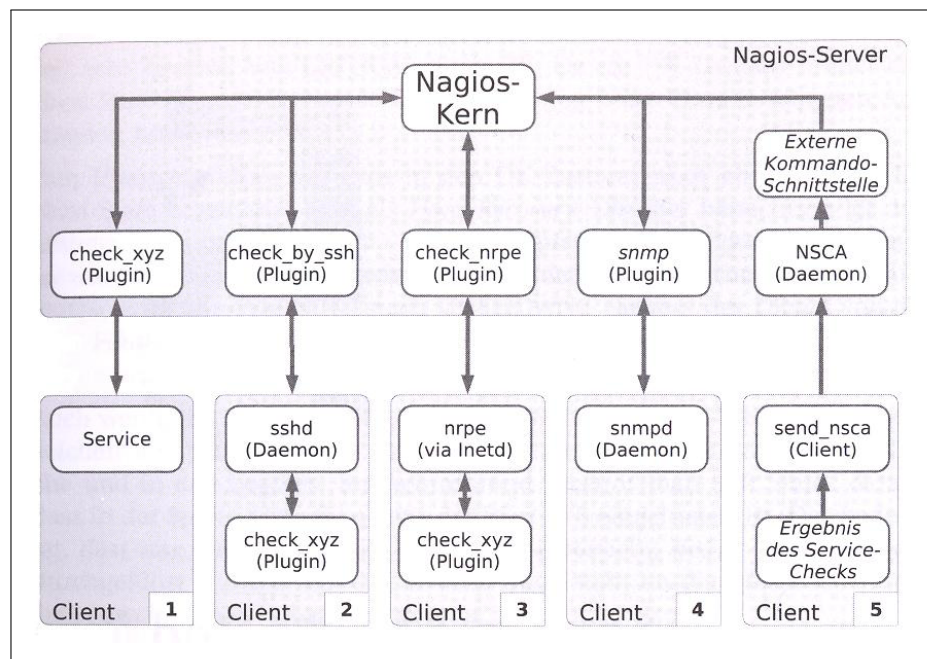 Nagios-Server
Nagios-
Kern
Externe
Kommando-
Schnittstelle
check_xyz
(Plugin)
check_by_ssh
(Plugin)
check_nrpe
(Plugin)
snmp
(Plugin)
NSCA
(Daemon)
Service
sshd
(Daemon)
nrpe
(via Inetd)
snmpd
(Daemon)
send_nsca
(Client)
check_xyz
(Plugin)
check_xyz
(Plugin)
Ergebnis
des Service-
Checks
Client 1
Client 2
Client 3
Client 4
Client 5